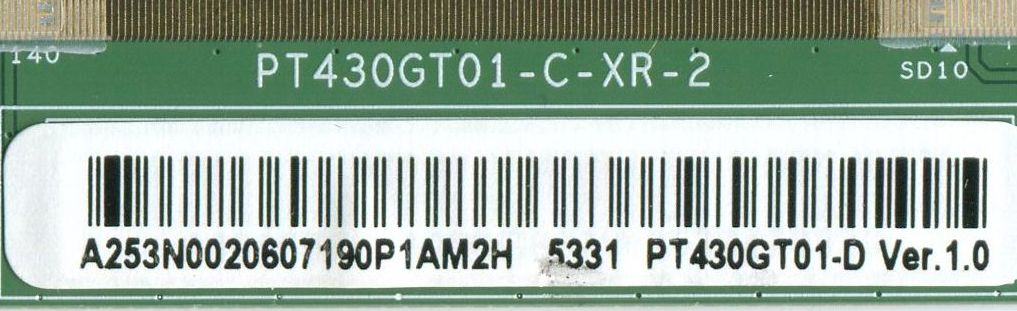 140
PT430GT01-C-XR-2
SD10
A253N0020607190P1AM2H 5331 PT430GT01-D Ver.1.0